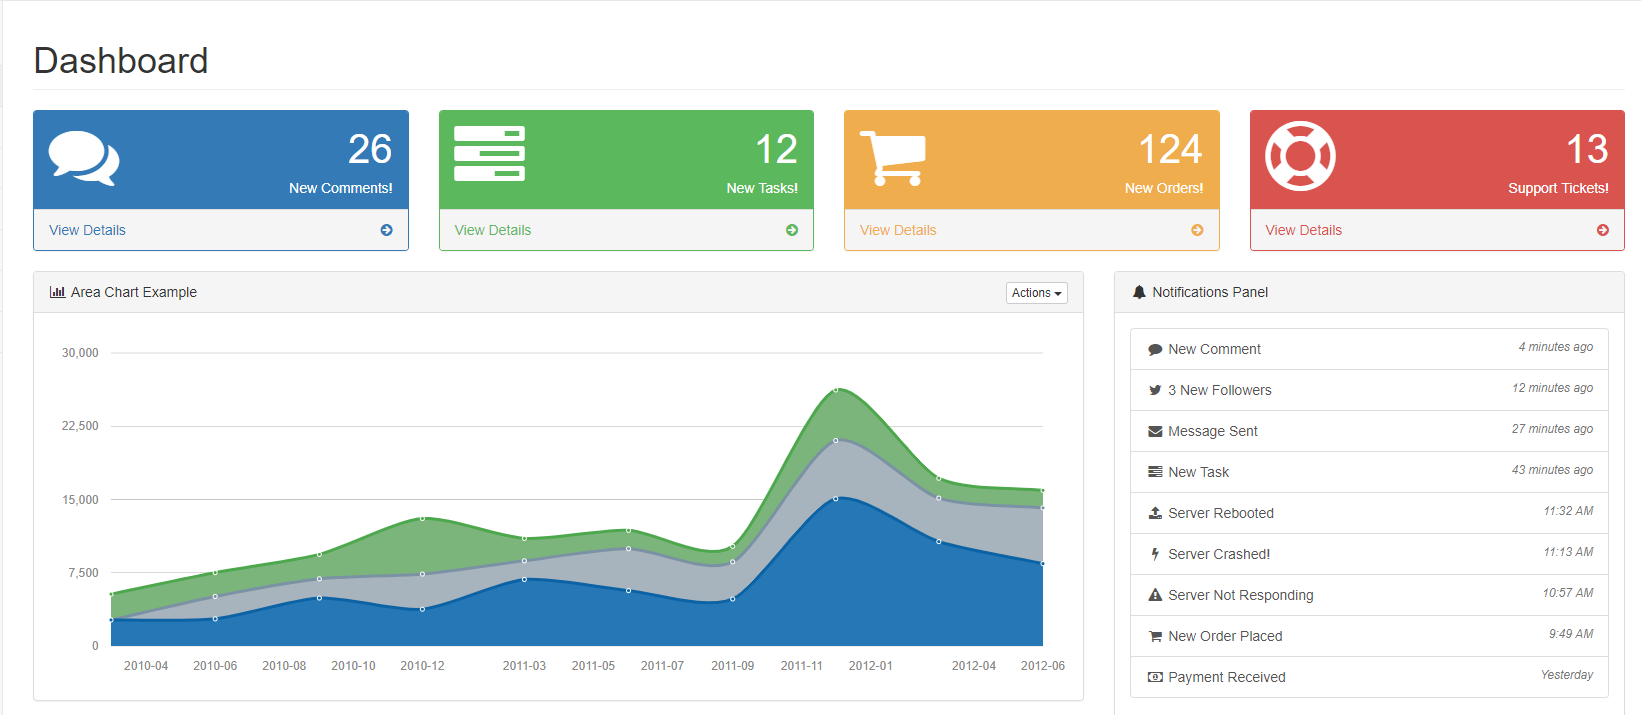 Dashboard
26
New Comments!
View Details
12
New Tasks!
View Details
124
New Orders!
View Details
13
Support Tickets!
View Details
Area Chart Example
Actions
30,000
22,500
15,000
7,500
0
2010-04 2010-06 2010-08 2010-10 2010-12 2011-03 2011-05 2011-07 2011-09 2011-11 2012-01 2012-04 2012-06
Notifications Panel
New Comment 4 minutes ago
3 New Followers 12 minutes ago
Message Sent 27 minutes ago
New Task 43 minutes ago
Server Rebooted 11:32 AM
Server Crashed! 11:13 AM
Server Not Responding 10:57 AM
New Order Placed 9:49 AM
Payment Received Yesterday